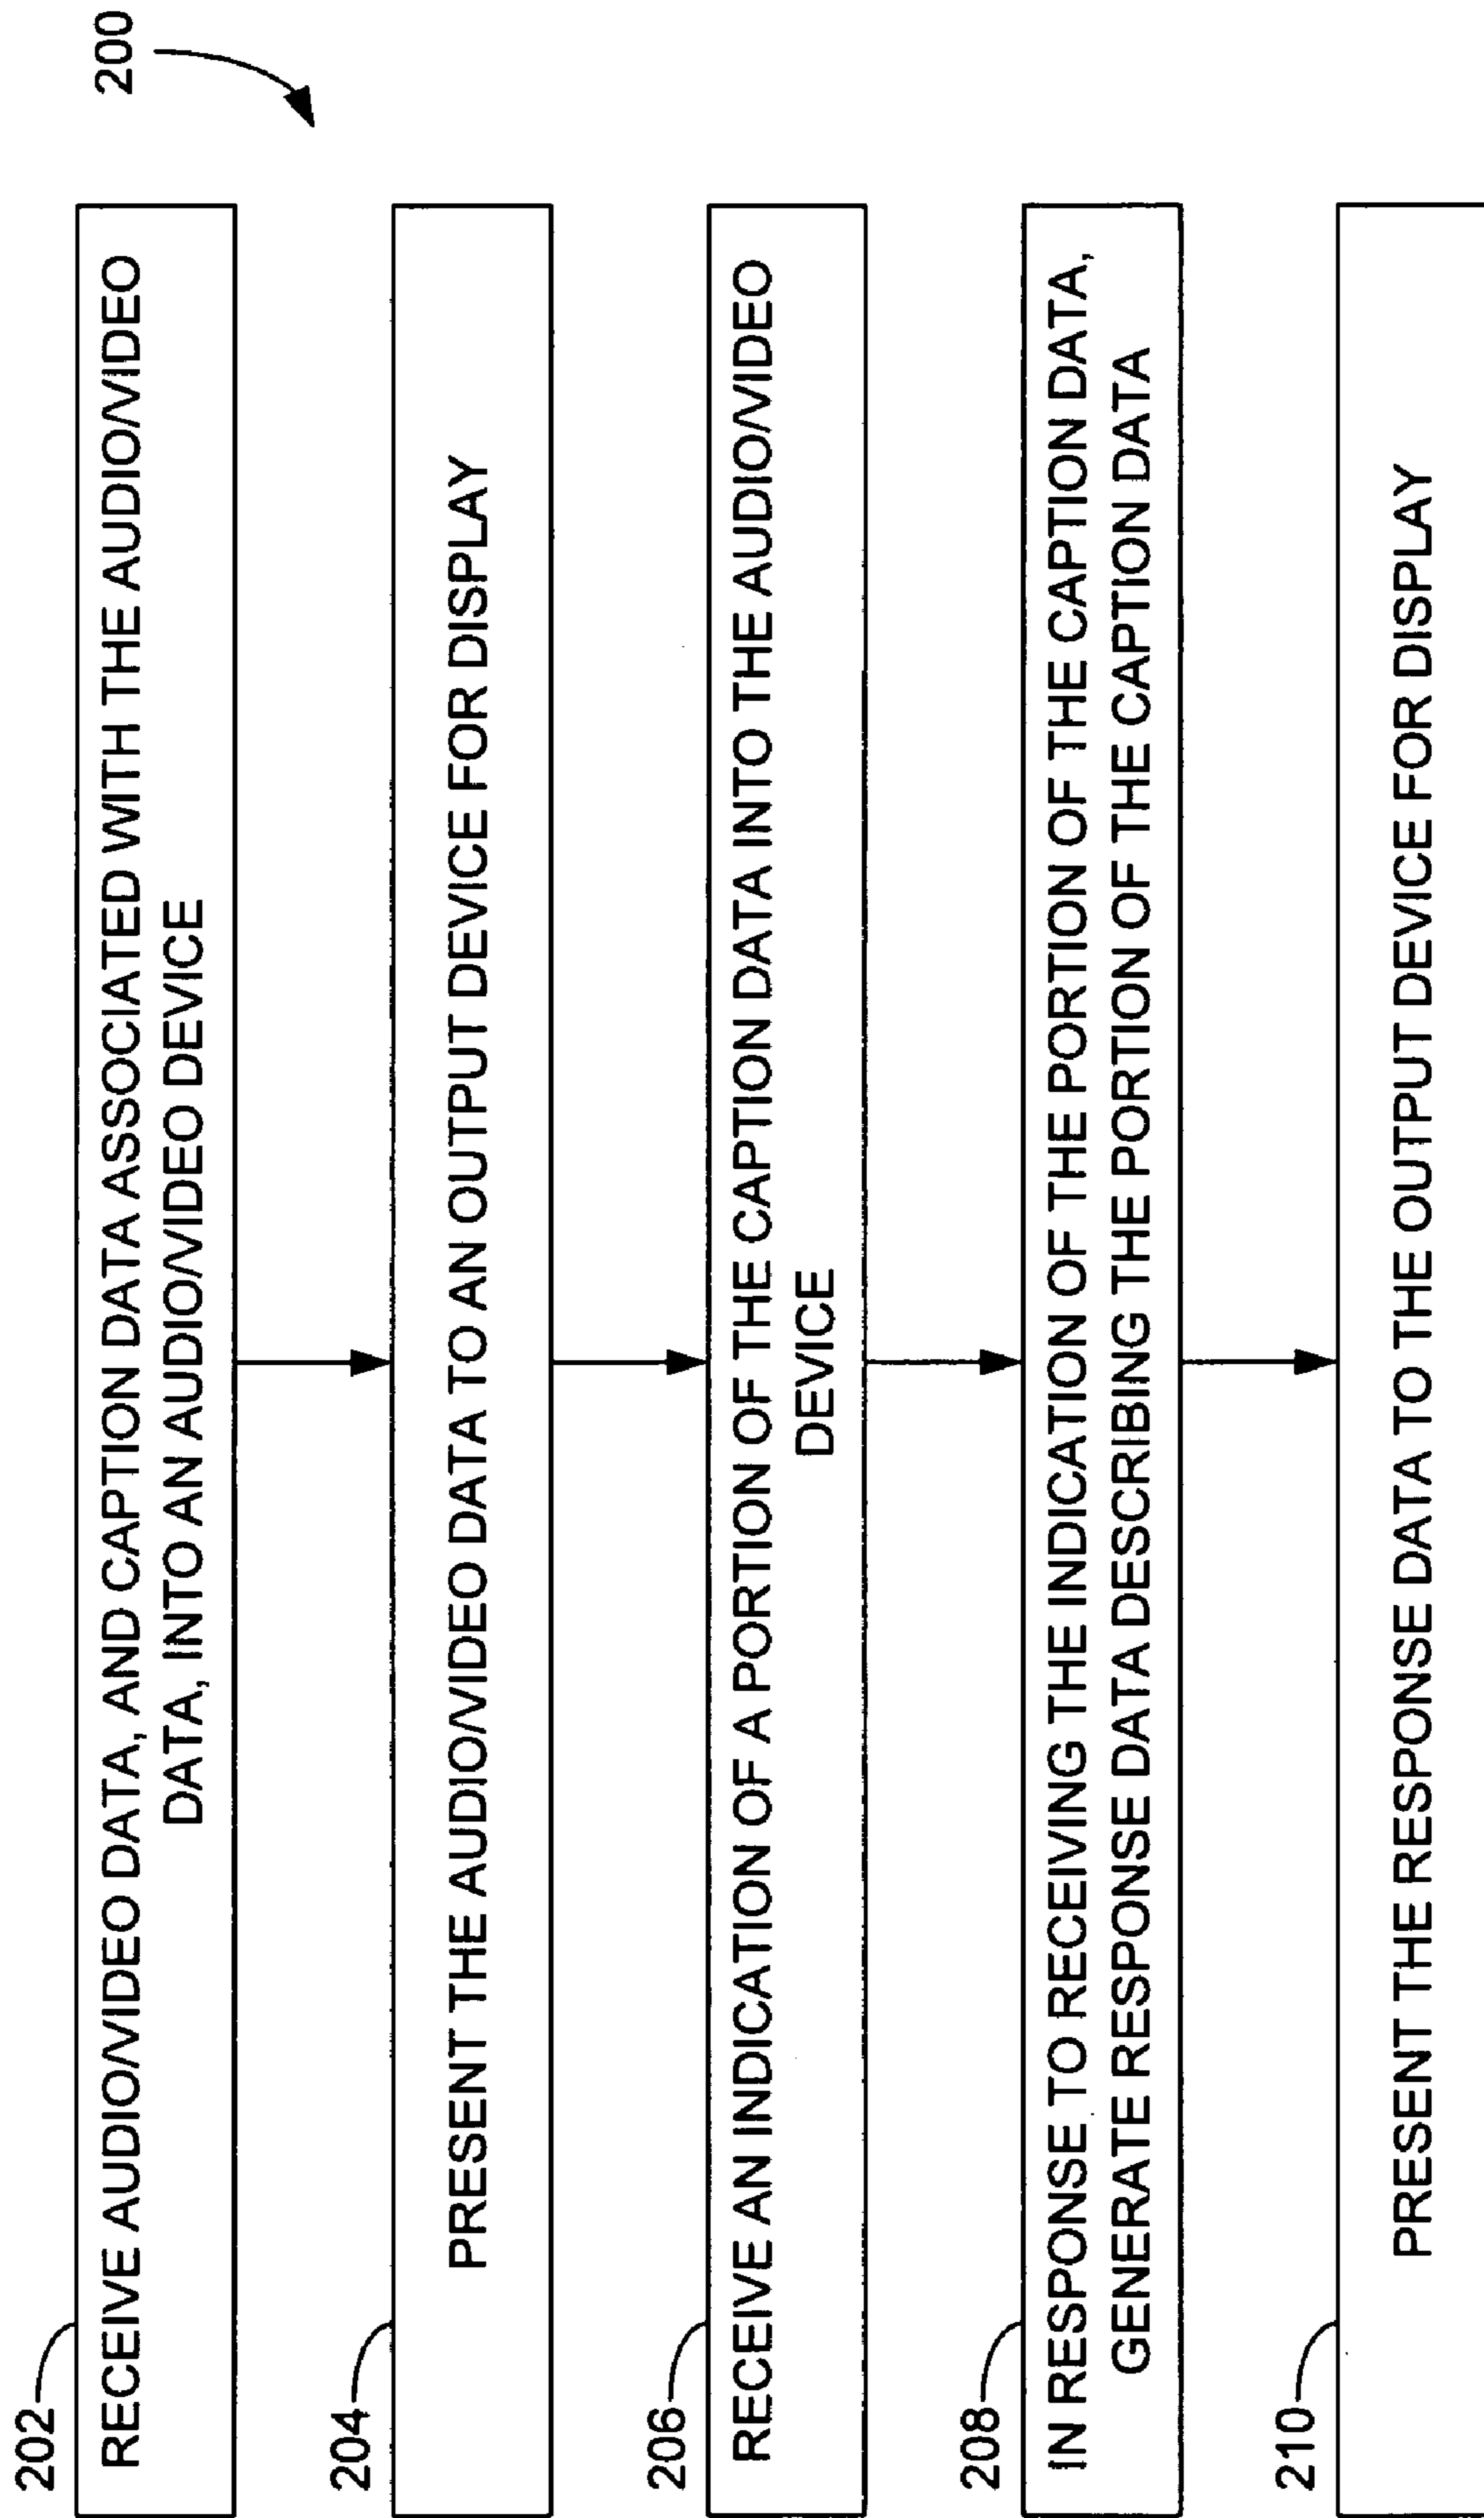 200
202
RECEIVE AUDIO/VIDEO DATA, AND CAPTION DATA ASSOCIATED WITH THE AUDIO/VIDEO
DATA, INTO AN AUDIO/VIDEO DEVICE
204
PRESENT THE AUDIO/VIDEO DATA TO AN OUTPUT DEVICE FOR DISPLAY
206
RECEIVE AN INDICATION OF A PORTION OF THE CAPTION DATA INTO THE AUDIO/VIDEO
DEVICE
208
IN RESPONSE TO RECEIVING THE INDICATION OF THE PORTION OF THE CAPTION DATA,
GENERATE RESPONSE DATA DESCRIBING THE PORTION OF THE CAPTION DATA
210
PRESENT THE RESPONSE DATA TO THE OUTPUT DEVICE FOR DISPLAY